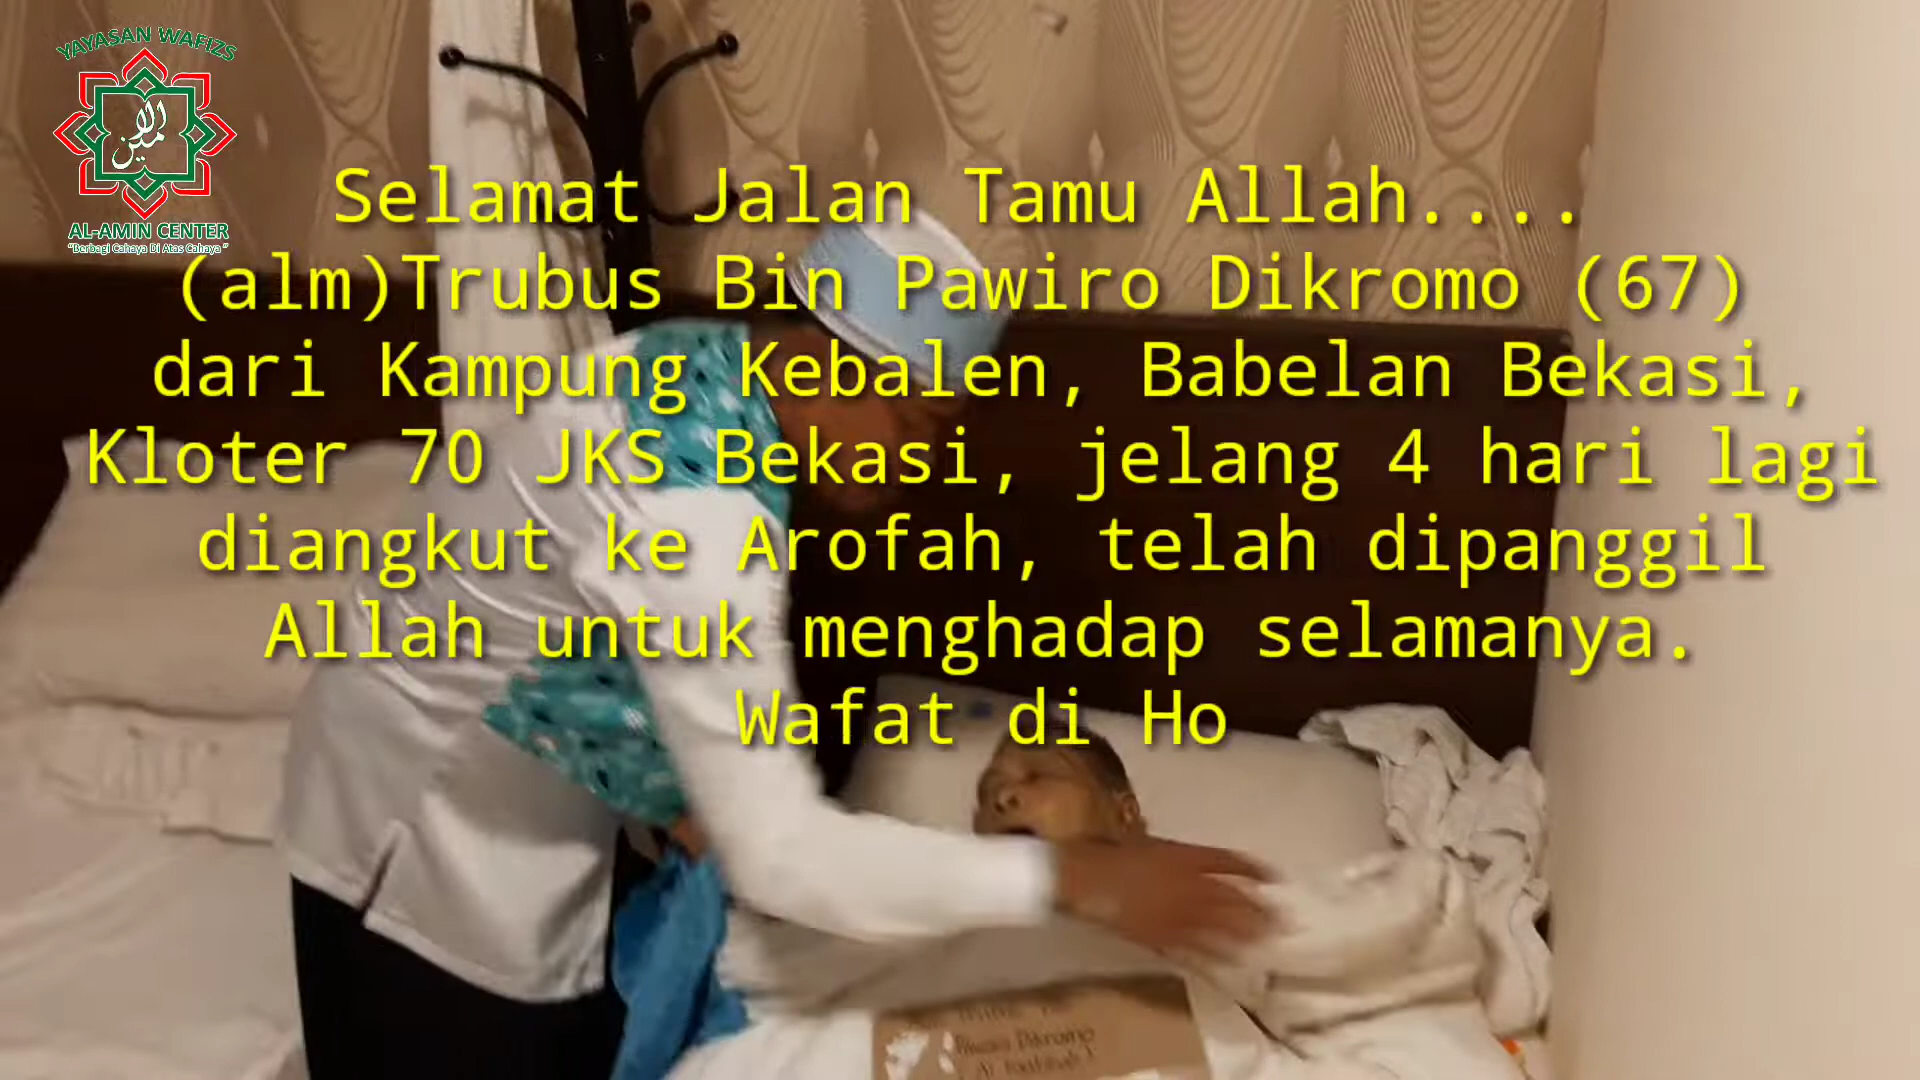 YAYASAN WAFIZS
الامين
AL-AMIN CENTER
"Berbagi Cahaya Di Atas Cahaya"
Selamat Jalan Tamu Allah....
(alm)Trubus Bin Pawiro Dikromo (67)
dari Kampung Kebalen, Babelan Bekasi,
Kloter 70 JKS Bekasi, jelang 4 hari lagi
diangkut ke Arofah, telah dipanggil
Allah untuk menghadap selamanya.
Wafat di Ho
Dikromo